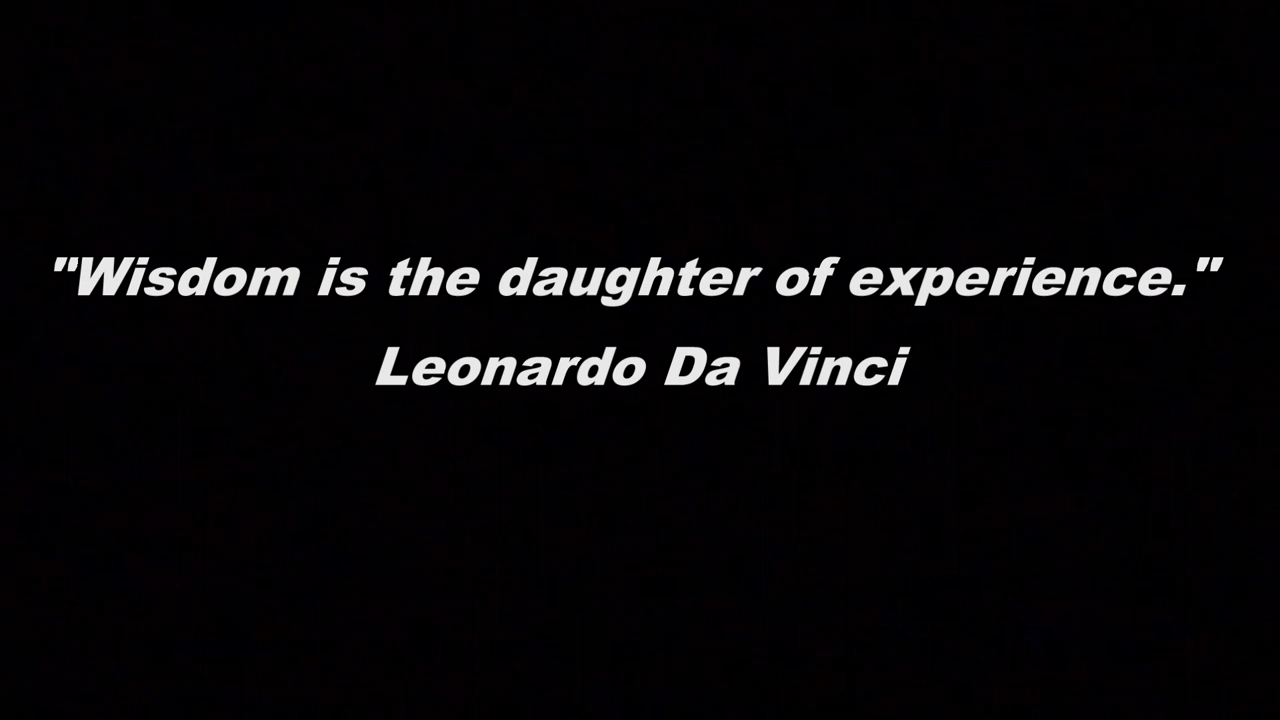 "Wisdom is the daughter of experience."
Leonardo Da Vinci